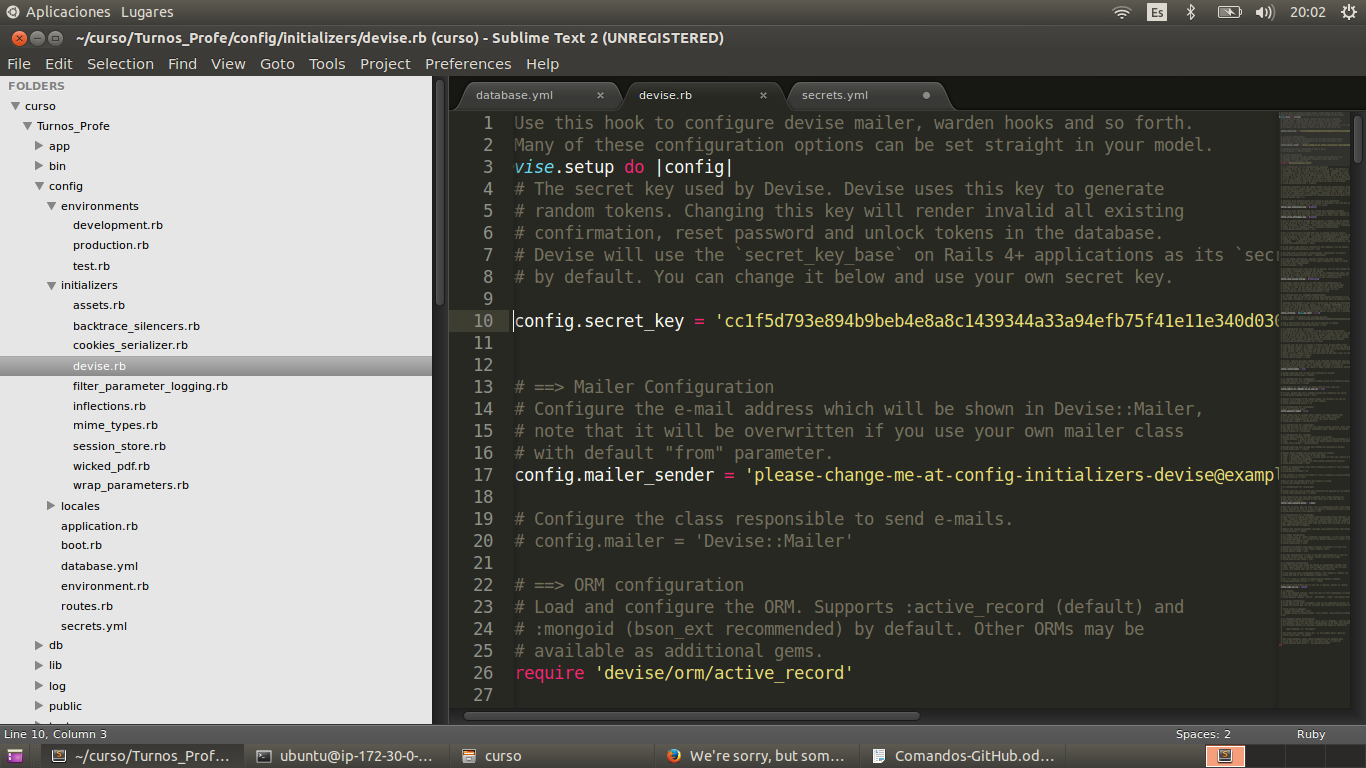 Aplicaciones Lugares
Es
20:02
~/curso/Turnos_Profe/config/initializers/devise.rb (curso) - Sublime Text 2 (UNREGISTERED)
File Edit Selection Find View Goto Tools Project Preferences Help
FOLDERS
curso
Turnos_Profe
app
bin
config
environments
development.rb
production.rb
test.rb
initializers
assets.rb
backtrace_silencers.rb
cookies_serializer.rb
devise.rb
filter_parameter_logging.rb
inflections.rb
mime_types.rb
session_store.rb
wicked_pdf.rb
wrap_parameters.rb
locales
application.rb
boot.rb
database.yml
environment.rb
routes.rb
secrets.yml
db
lib
log
public
database.yml
devise.rb
secrets.yml
1 Use this hook to configure devise mailer, warden hooks and so forth.
2 Many of these configuration options can be set straight in your model.
3 vise.setup do |config|
4 # The secret key used by Devise. Devise uses this key to generate
5 # random tokens. Changing this key will render invalid all existing
6 # confirmation, reset password and unlock tokens in the database.
7 # Devise will use the `secret_key_base` on Rails 4+ applications as its `sec
8 # by default. You can change it below and use your own secret key.
9
10 config.secret_key = 'cc1f5d793e894b9beb4e8a8c1439344a33a94efb75f41e11e340d030
11
12
13 # ==> Mailer Configuration
14 # Configure the e-mail address which will be shown in Devise::Mailer,
15 # note that it will be overwritten if you use your own mailer class
16 # with default "from" parameter.
17 config.mailer_sender = 'please-change-me-at-config-initializers-devise@exampl
18
19 # Configure the class responsible to send e-mails.
20 # config.mailer = 'Devise::Mailer'
21
22 # ==> ORM configuration
23 # Load and configure the ORM. Supports :active_record (default) and
24 # :mongoid (bson_ext recommended) by default. Other ORMs may be
25 # available as additional gems.
26 require 'devise/orm/active_record'
27
Line 10, Column 3
Spaces: 2
Ruby
~/curso/Turnos_Prof...
ubuntu@ip-172-30-0-...
curso
We're sorry, but som...
Comandos-GitHub.od...